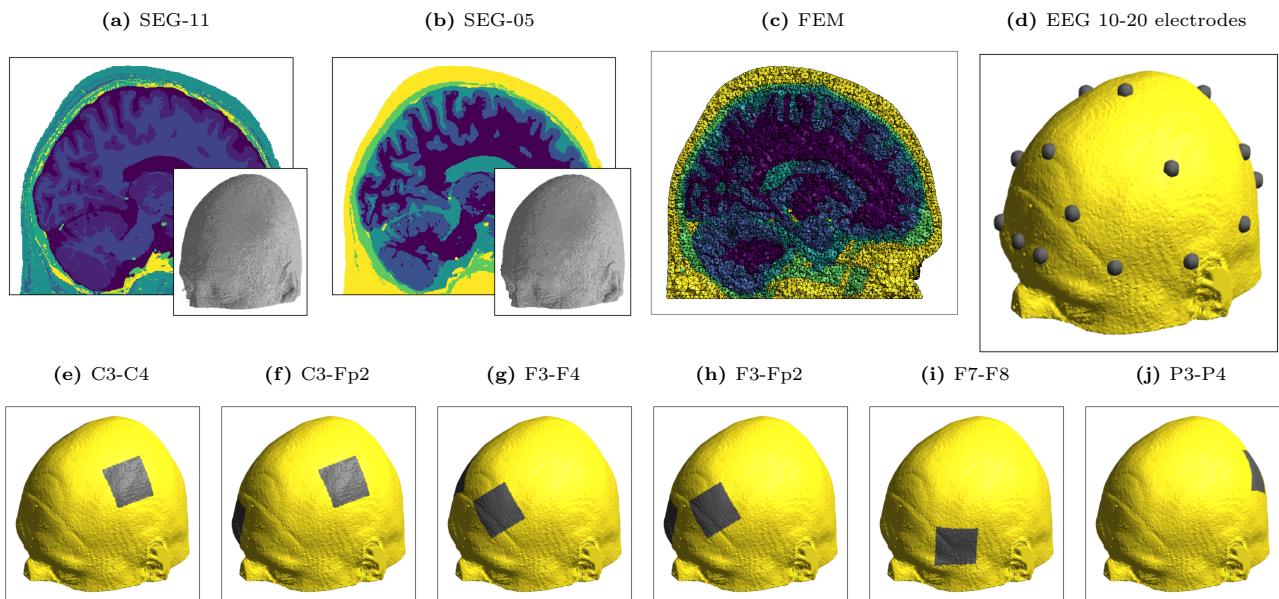 (a) SEG-11
(b) SEG-05
(c) FEM
(d) EEG 10-20 electrodes
(e) C3-C4
(f) C3-Fp2
(g) F3-F4
(h) F3-Fp2
(i) F7-F8
(j) P3-P4